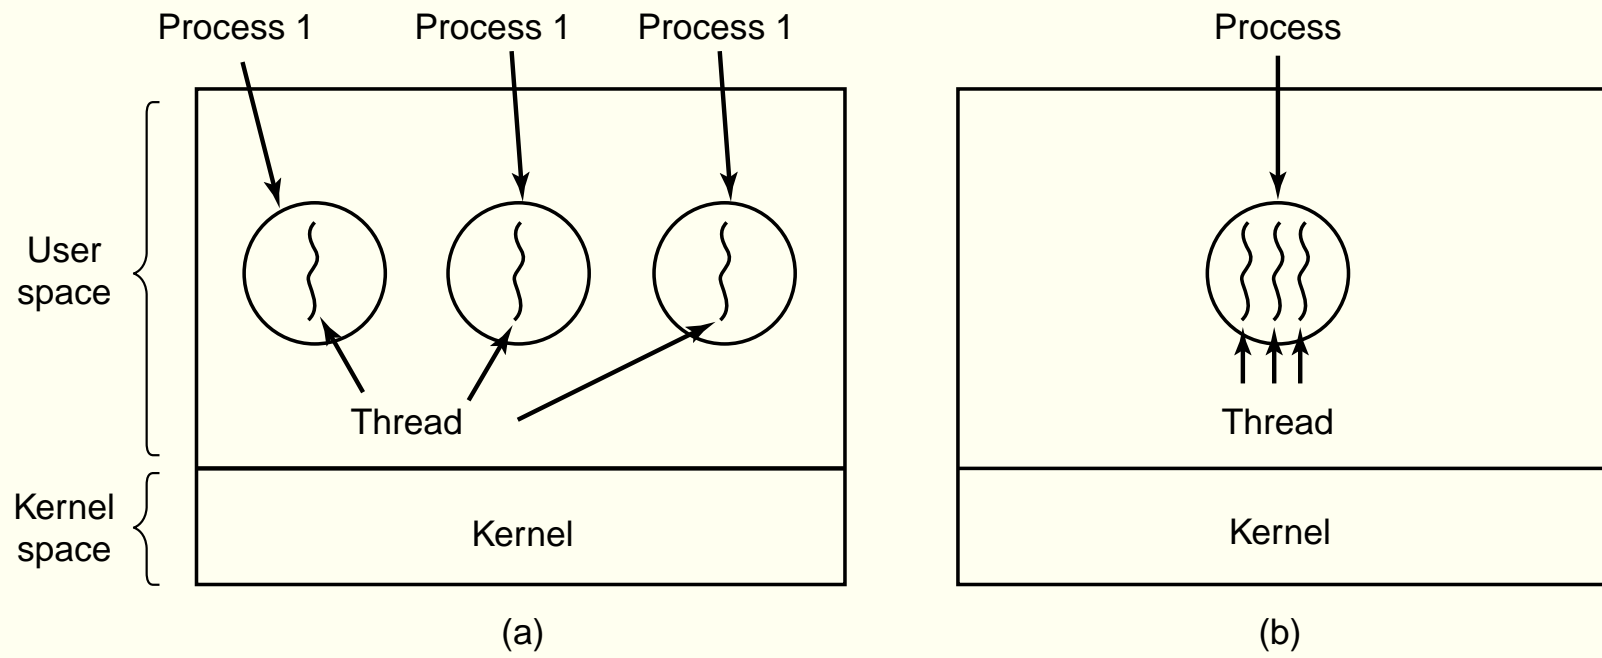 Process 1
Process 1
Process 1
Process
User
space
Thread
Thread
Kernel
space
Kernel
Kernel
(a)
(b)